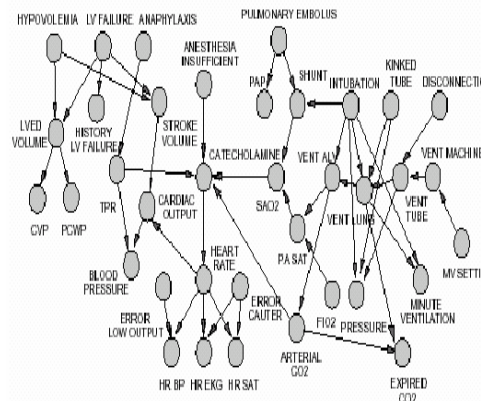 PULMONARY EMBOLUS
HYPOVOLEMIA
LV FAILURE
ANAPHYLAXIS
ANESTHESIA
INSUFFICIENT
PAP
SHUNT
INTUBATION
KINKED
TUBE
DISCONNECTI
LVED
VOLUME
HISTORY
LV FAILURE
STROKE
VOLUME
CATECHOLAMINE
VENT ALV
VENT LUNG
VENT MACHINE
VENT
TUBE
TPR
CARDIAC
OUTPUT
SAO2
PA SAT
CVP
PCWP
HEART
RATE
BLOOD
PRESSURE
MV SETTI
ERROR
LOW OUTPUT
ERROR
CAUTER
FIO2
PRESSURE
MINUTE
VENTILATION
HR BP
HR EKG
HR SAT
ARTERIAL
CO2
EXPIRED
CO2